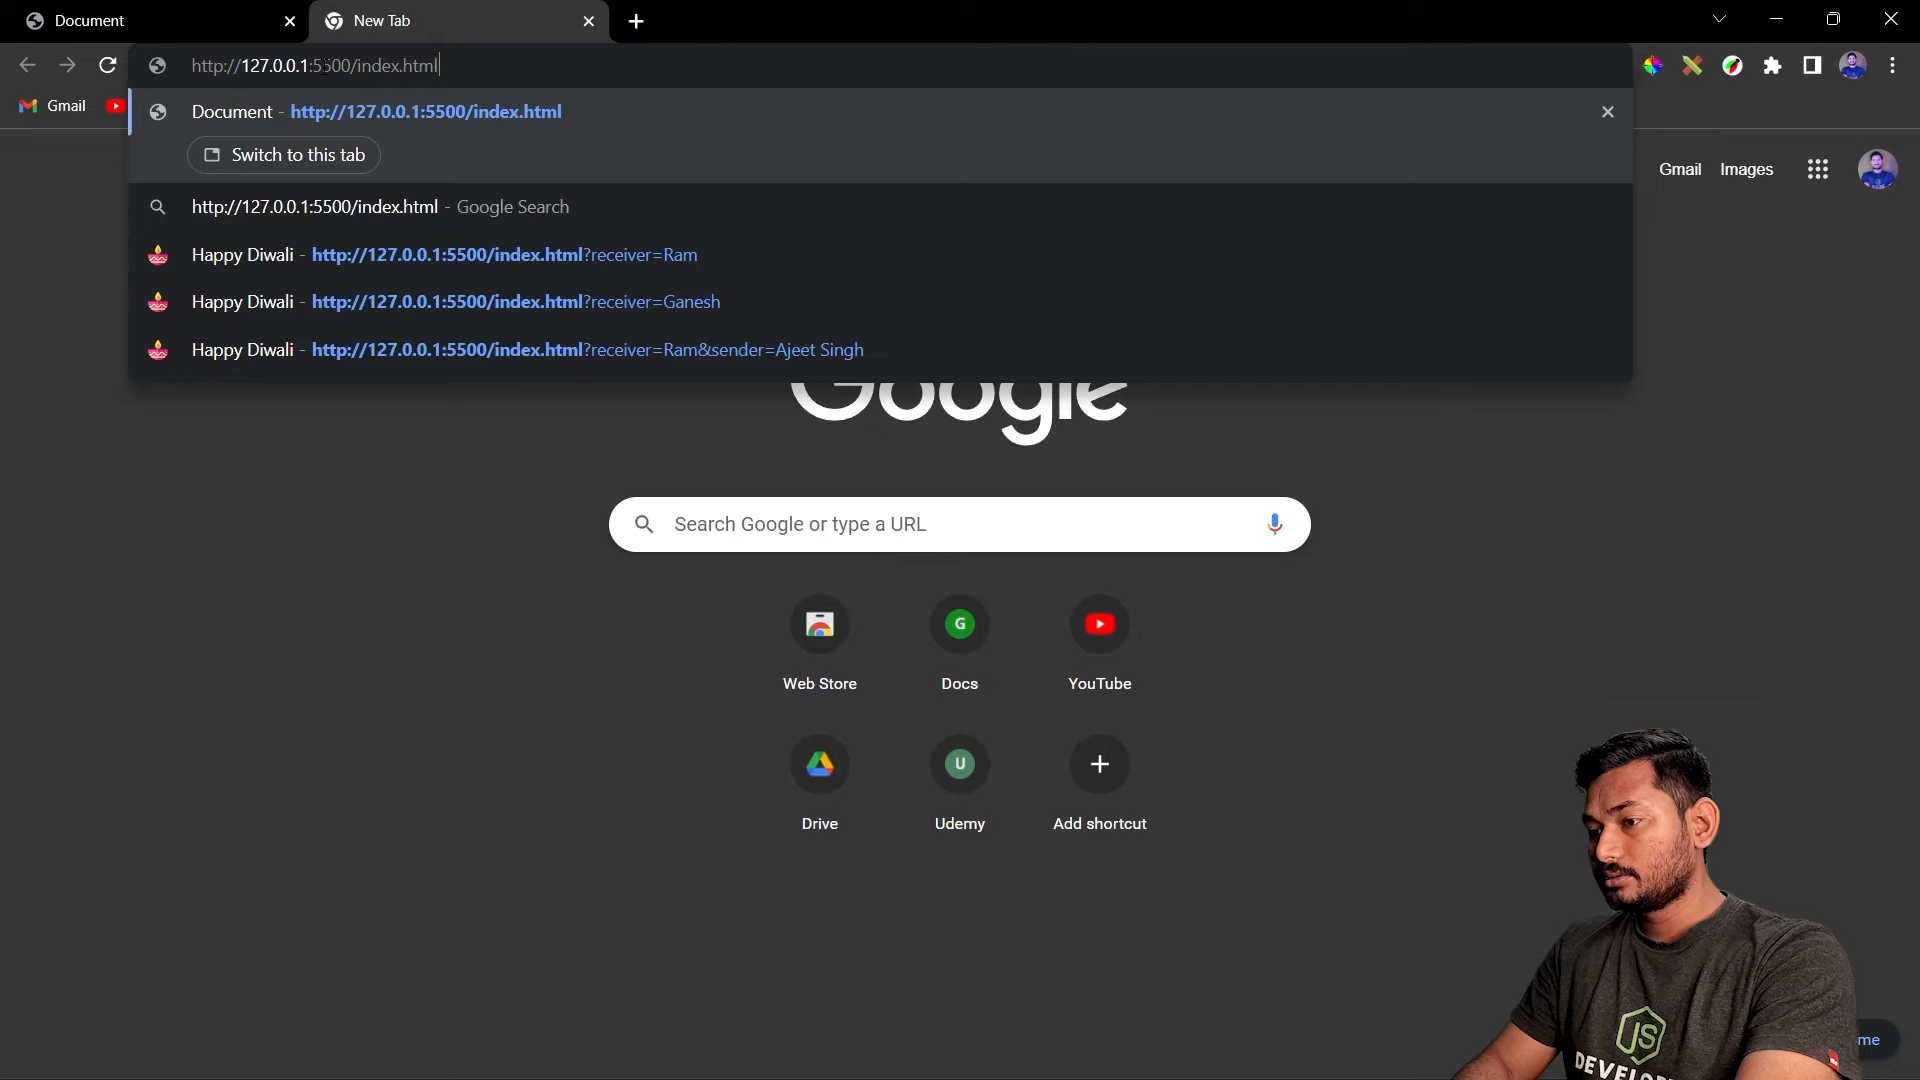 Document
New Tab
http://127.0.0.1:5500/index.html
Gmail
Document - http://127.0.0.1:5500/index.html
Switch to this tab
http://127.0.0.1:5500/index.html - Google Search
Happy Diwali - http://127.0.0.1:5500/index.html?receiver=Ram
Happy Diwali - http://127.0.0.1:5500/index.html?receiver=Ganesh
Happy Diwali - http://127.0.0.1:5500/index.html?receiver=Ram&sender=Ajeet Singh
Gmail Images
Google
Search Google or type a URL
G
Web Store Docs YouTube
U
Drive Udemy Add shortcut
JS
me